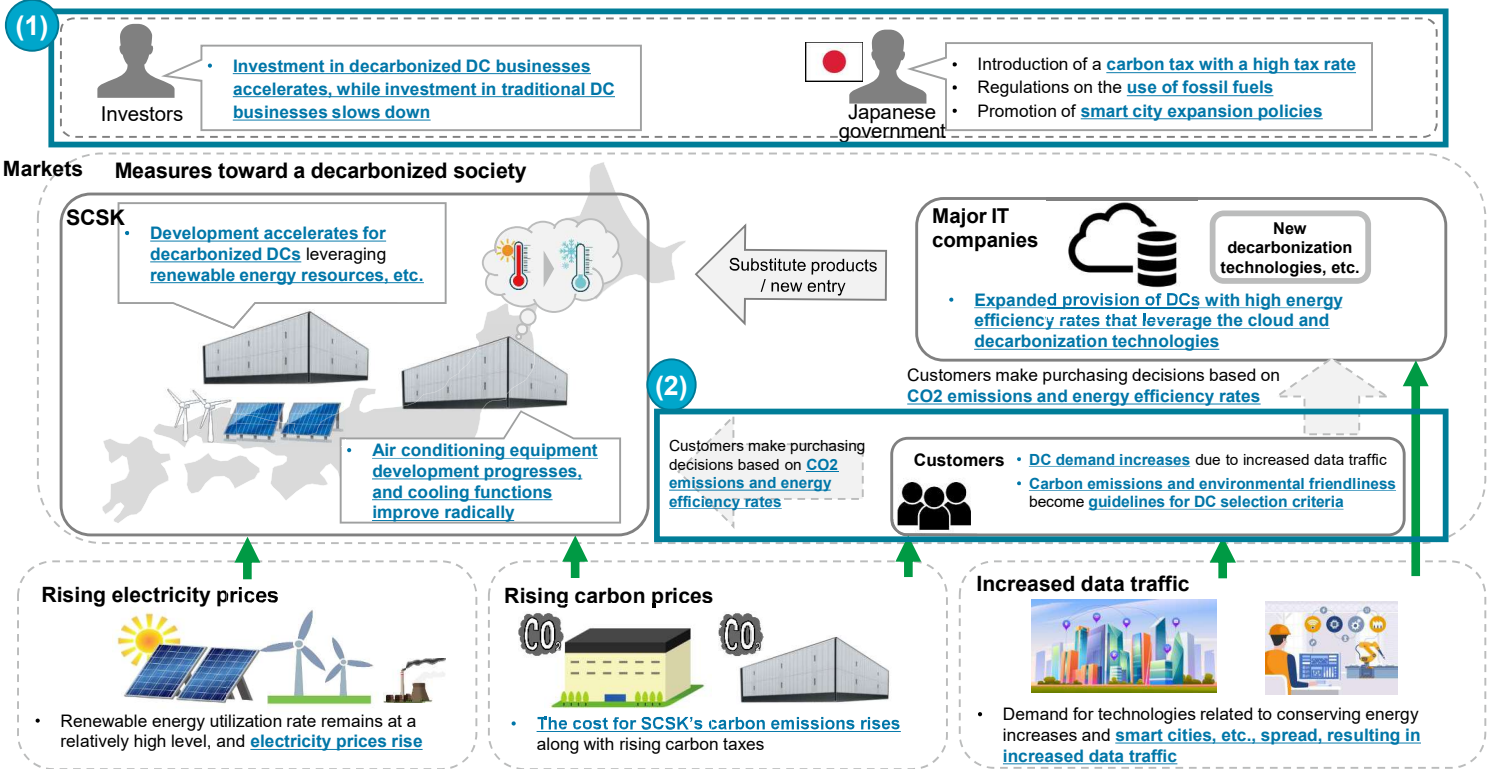 (1)
Investors
• Investment in decarbonized DC businesses
accelerates, while investment in traditional DC
businesses slows down
Japanese
government
• Introduction of a carbon tax with a high tax rate
• Regulations on the use of fossil fuels
• Promotion of smart city expansion policies
Markets
Measures toward a decarbonized society
SCSK
• Development accelerates for
decarbonized DCs leveraging
renewable energy resources, etc.
• Air conditioning equipment
development progresses,
and cooling functions
improve radically
Substitute products
/ new entry
Major IT
companies
New
decarbonization
technologies, etc.
• Expanded provision of DCs with high energy
efficiency rates that leverage the cloud and
decarbonization technologies
Customers make purchasing decisions based on
CO2 emissions and energy efficiency rates
(2)
Customers make purchasing
decisions based on CO2
emissions and energy
efficiency rates
Customers
• DC demand increases due to increased data traffic
• Carbon emissions and environmental friendliness
become guidelines for DC selection criteria
Rising electricity prices
• Renewable energy utilization rate remains at a
relatively high level, and electricity prices rise
Rising carbon prices
CO2
CO2
• The cost for SCSK's carbon emissions rises
along with rising carbon taxes
Increased data traffic
• Demand for technologies related to conserving energy
increases and smart cities, etc., spread, resulting in
increased data traffic